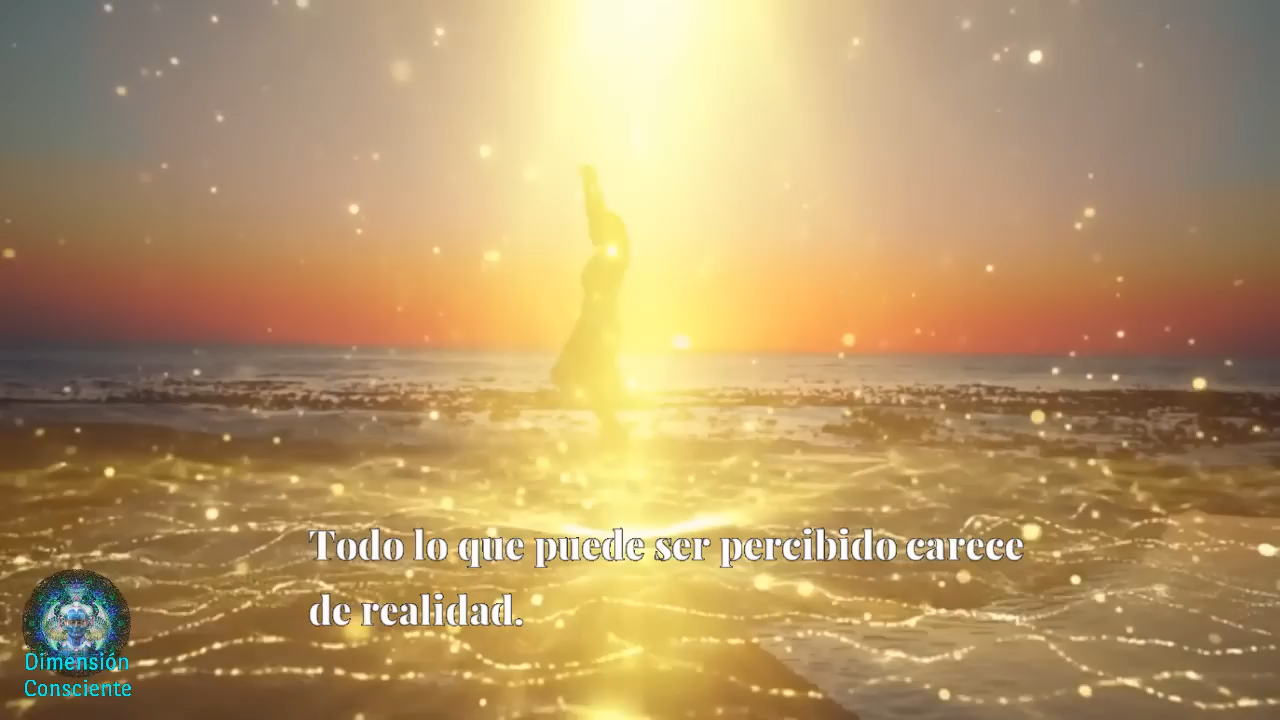 Todo lo que puede ser percibido carece
de realidad.
Dimensión
Consciente